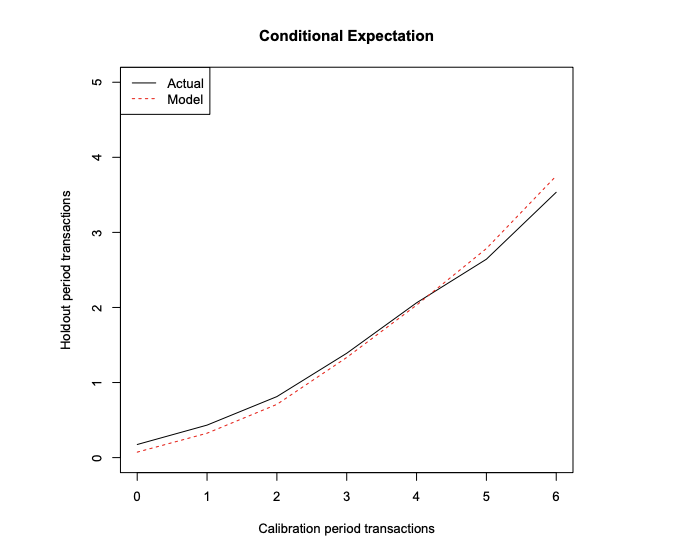 Conditional Expectation
Actual
Model
5
4
3
2
1
0
Holdout period transactions
0 1 2 3 4 5 6
Calibration period transactions